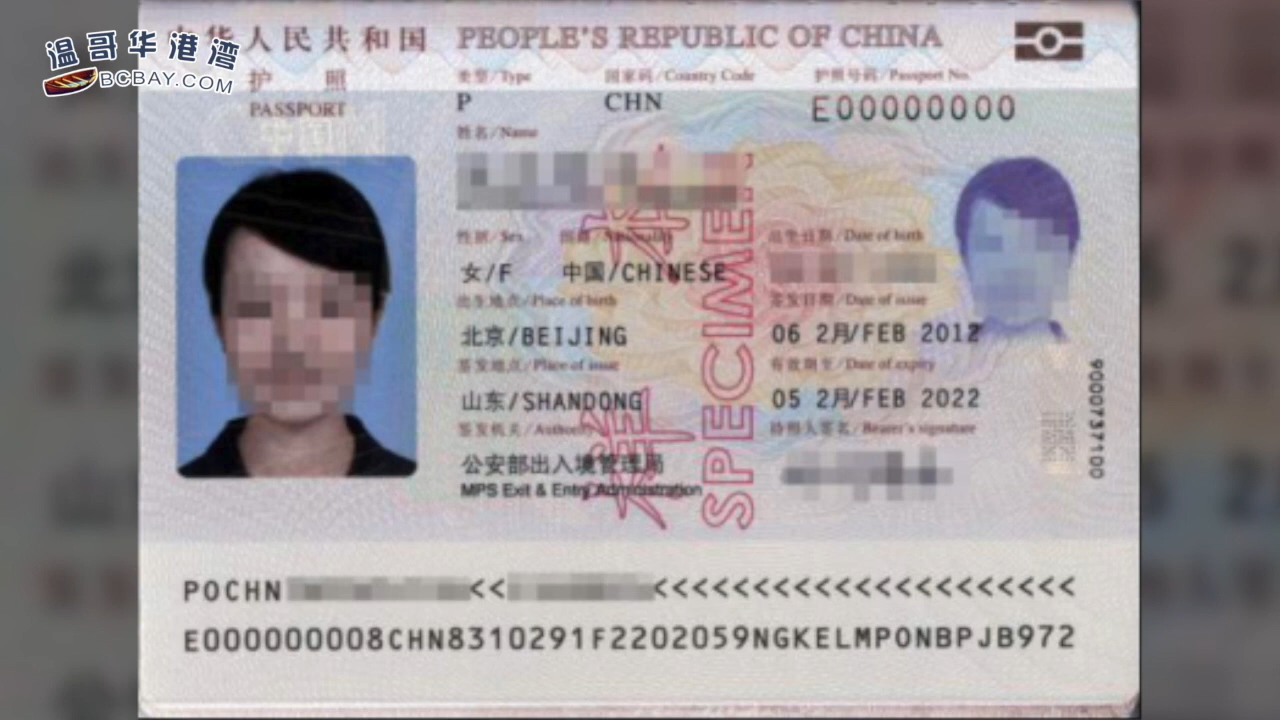 温哥华港湾
BCBAY.COM
中华人民共和国 PEOPLE'S REPUBLIC OF CHINA
护 照
PASSPORT
类型/Type 国家码/Country Code 护照号码/Passport No.
P CHN E00000000
姓名/Name
性别/Sex 国籍/Nationality 出生日期/Date of birth
女/F 中国/CHINESE
出生地点/Place of birth 签发日期/Date of issue
北京/BEIJING 06 2月/FEB 2012
签发地点/Place of issue 有效期至/Date of expiry
山东/SHANDONG 05 2月/FEB 2022
签发机关/Authority 持照人签名/Bearer's signature
公安部出入境管理局
MPS Exit & Entry Administration
样本
SPECIMEN
9000737100
POCHN << <<<<<<<<<<<<<<<<<<<<<
E000000008CHN8310291F2202059NGKELMPONBPJB972